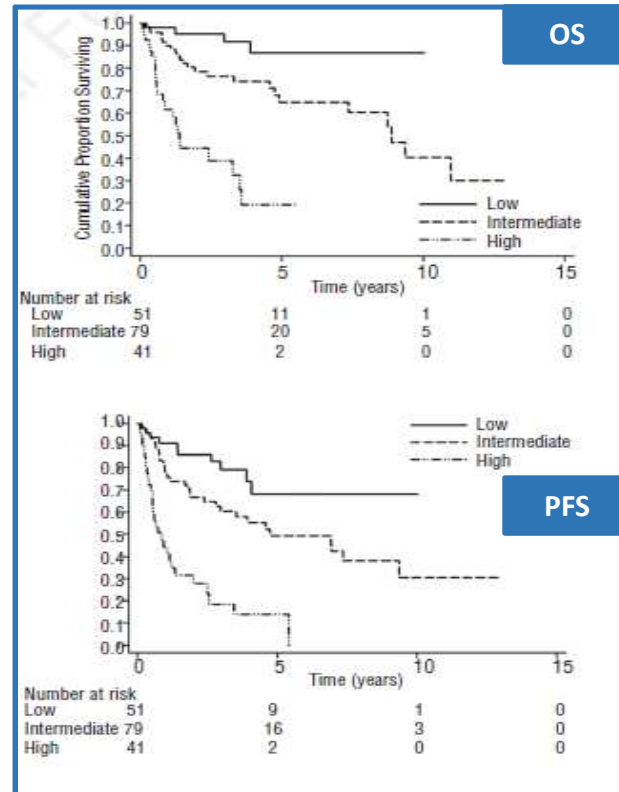 OS
Cumulative Proportion Surviving
1.0
0.9
0.8
0.7
0.6
0.5
0.4
0.3
0.2
0.1
0.0
Low
Intermediate
High
0 5 10 15
Time (years)
Number at risk
Low 51 11 1 0
Intermediate 79 20 5 0
High 41 2 0 0
PFS
1.0
0.9
0.8
0.7
0.6
0.5
0.4
0.3
0.2
0.1
0.0
Low
Intermediate
High
0 5 10 15
Time (years)
Number at risk
Low 51 9 1 0
Intermediate 79 16 3 0
High 41 2 0 0